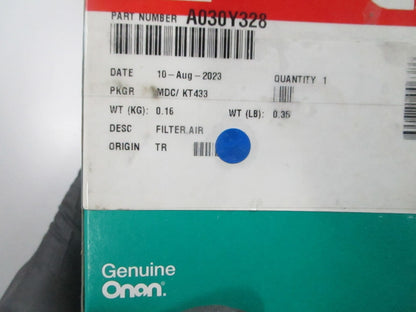 PART NUMBER A030Y328
DATE 10-Aug-2023 QUANTITY 1
PKGR MDC/ KT433
WT (KG): 0.16 WT (LB): 0.35
DESC FILTER,AIR
ORIGIN TR
Genuine
Onan.